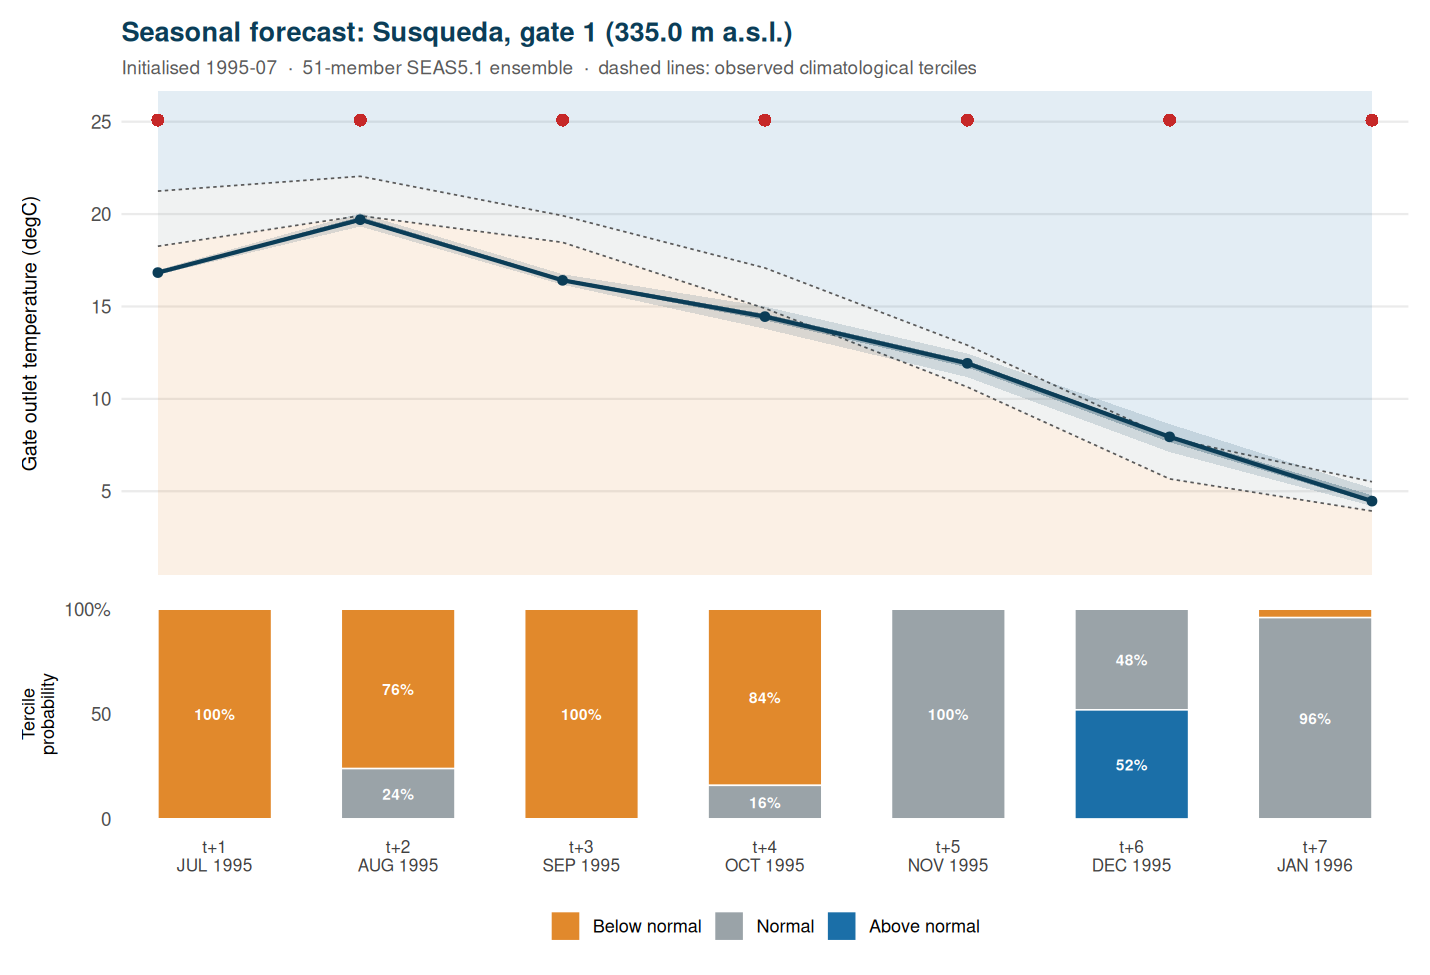 Seasonal forecast: Susqueda, gate 1 (335.0 m a.s.l.)
Initialised 1995-07 · 51-member SEAS5.1 ensemble · dashed lines: observed climatological terciles
Gate outlet temperature (degC)
25
20
15
10
5
Tercile
probability
100%
50
0
100%
76%
24%
100%
84%
16%
100%
48%
52%
96%
t+1
JUL 1995
t+2
AUG 1995
t+3
SEP 1995
t+4
OCT 1995
t+5
NOV 1995
t+6
DEC 1995
t+7
JAN 1996
Below normal
Normal
Above normal